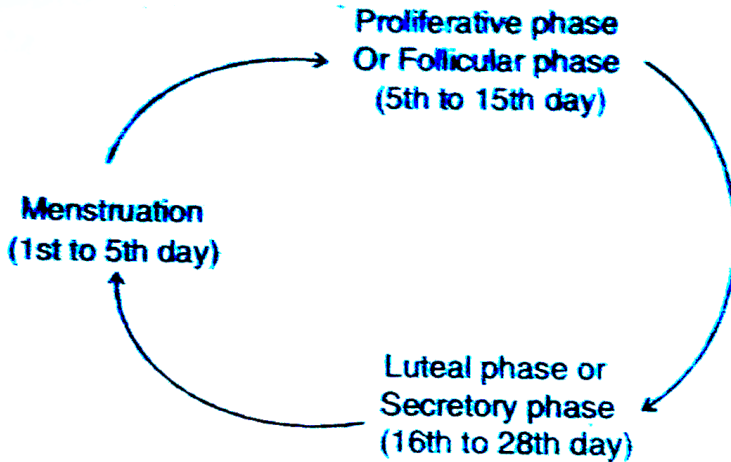 Proliferative phase
Or Follicular phase
(5th to 15th day)
Menstruation
(1st to 5th day)
Luteal phase or
Secretory phase
(16th to 28th day)